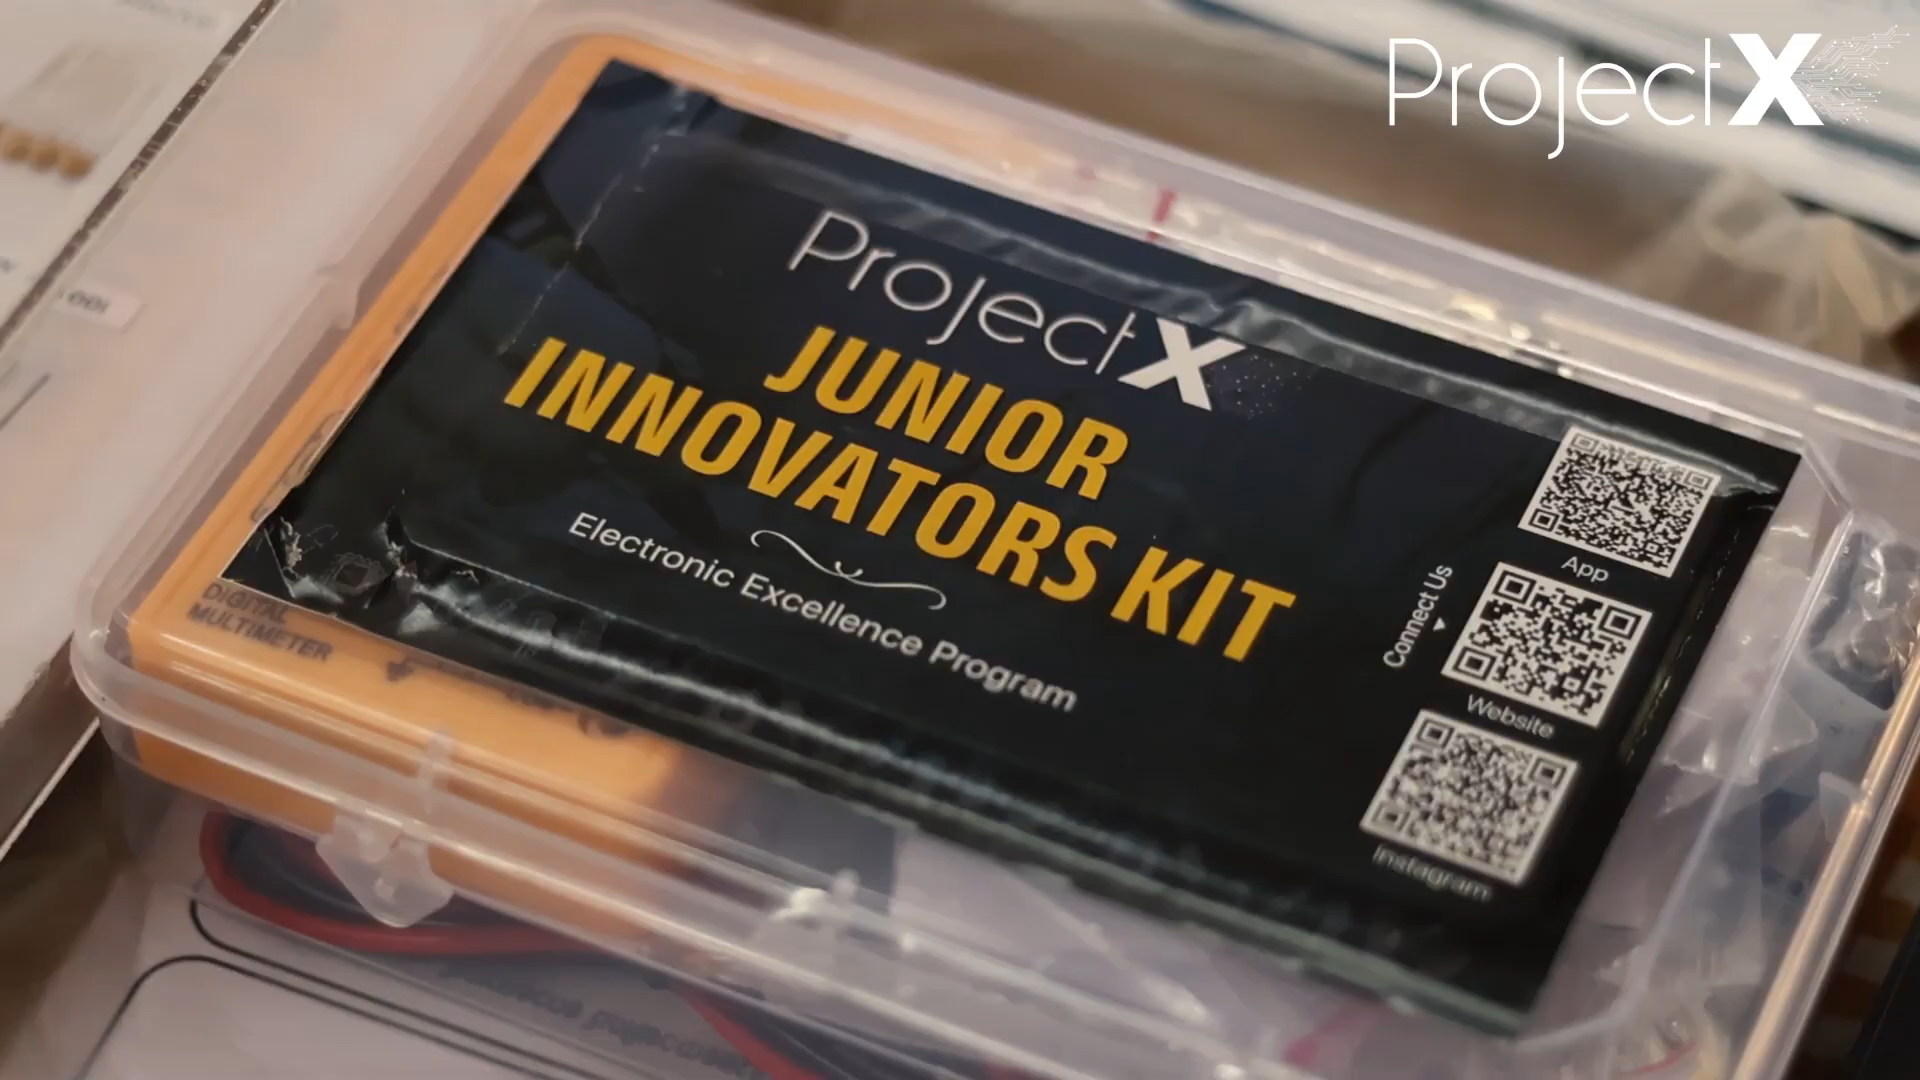 ProjectX
ProjectX
JUNIOR
INNOVATORS KIT
Electronic Excellence Program
Connect Us
App
Website
Instagram
DIGITAL
MULTIMETER